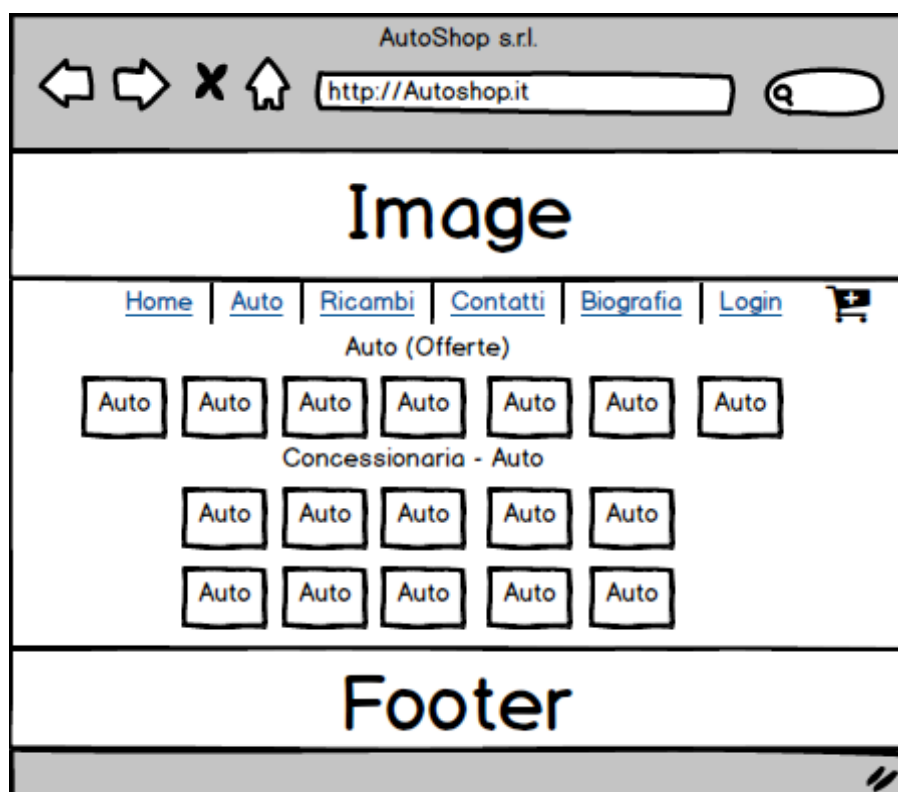 AutoShop s.r.l.
http://Autoshop.it
Image
Home Auto Ricambi Contatti Biografia Login
Auto (Offerte)
Auto Auto Auto Auto Auto Auto Auto
Concessionaria - Auto
Auto Auto Auto Auto Auto
Auto Auto Auto Auto Auto
Footer